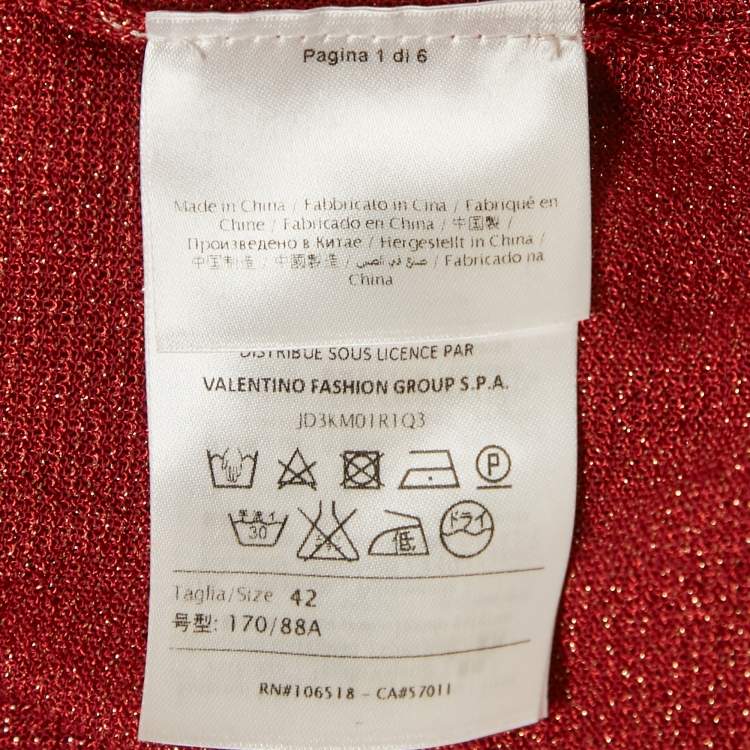 Pagina 1 di 6
Made in China / Fabbricato in Cina / Fabriqué en
Chine / Fabricado en China / 中国製 /
Произведено в Китае / Hergestellt in China /
中国制造 / 中國製造 / صنع في الصين / Fabricado na
China
DISTRIBUE SOUS LICENCE PAR
VALENTINO FASHION GROUP S.P.A.
JD3KM01R1Q3
P
手洗イ
30
低
ドライ
Taglia/Size 42
号型: 170/88A
RN#106518 - CA#57011